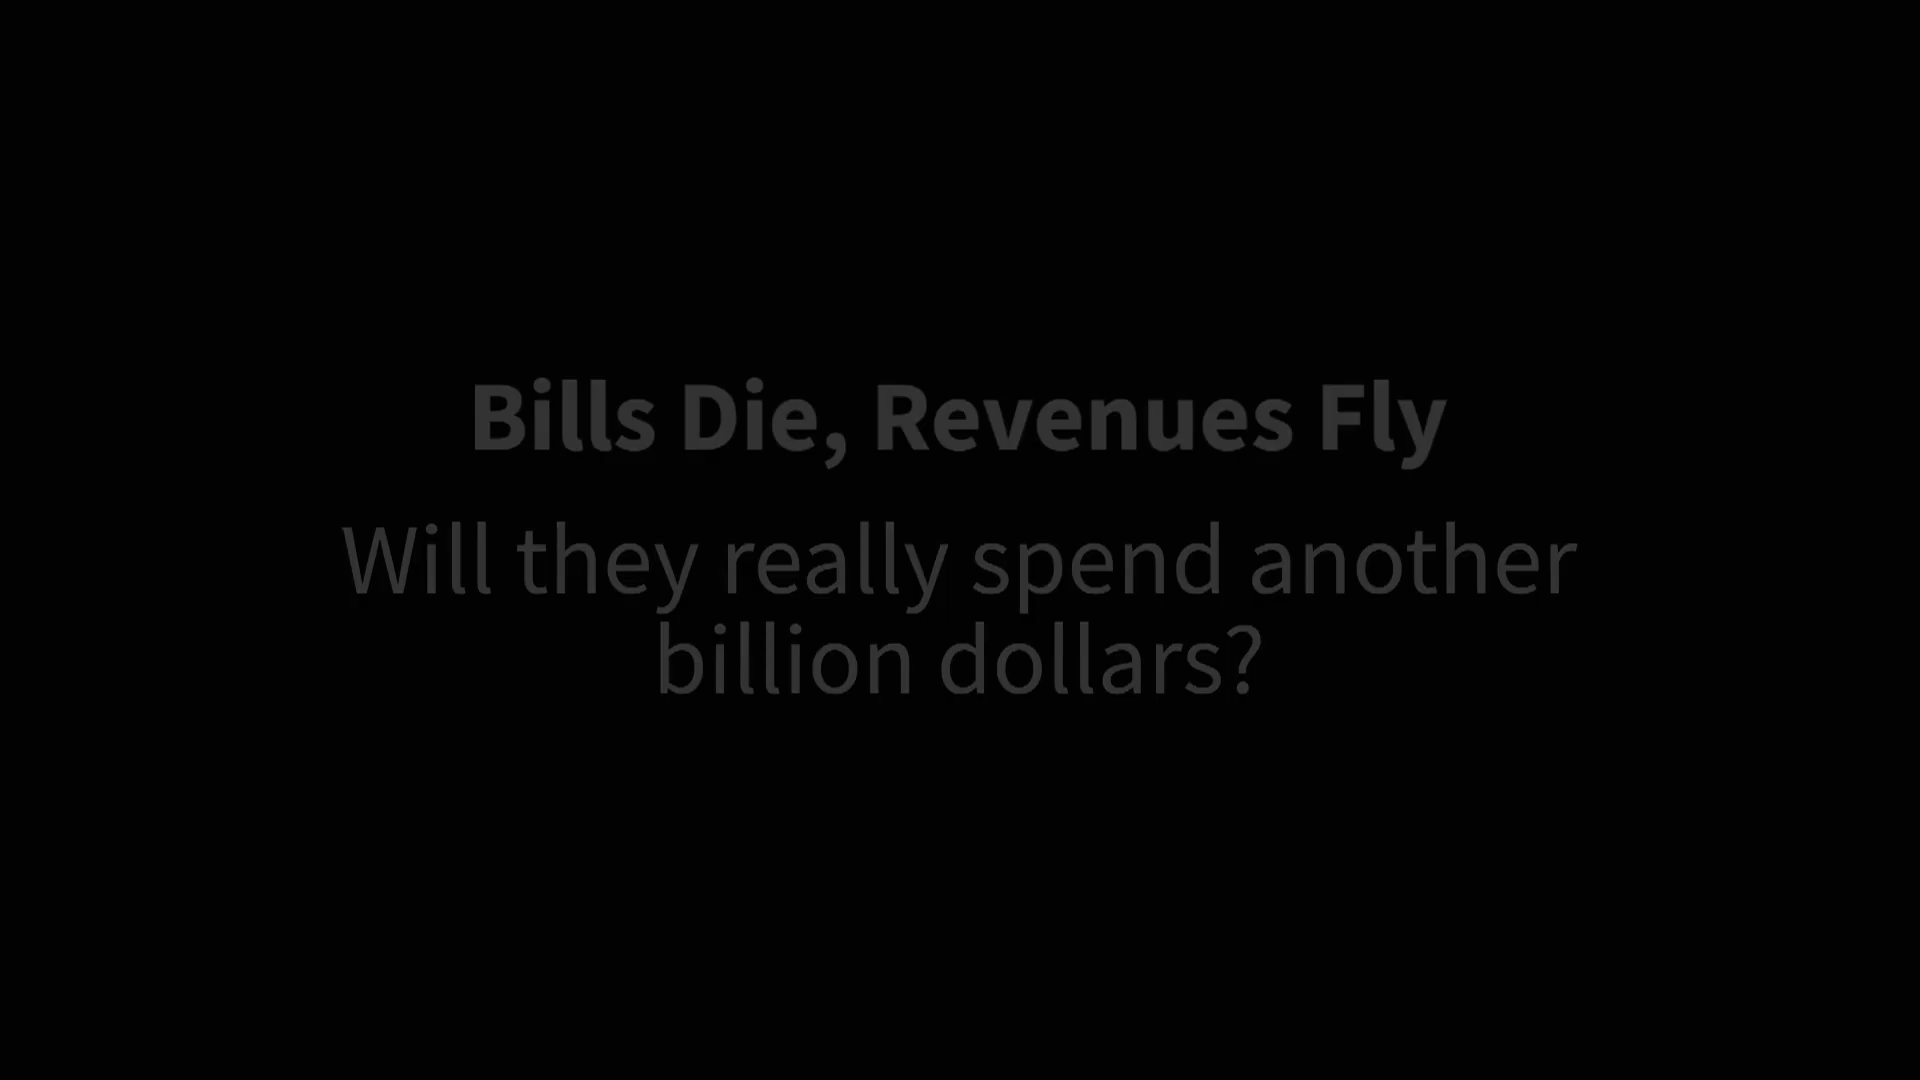 Bills Die, Revenues Fly
Will they really spend another
billion dollars?